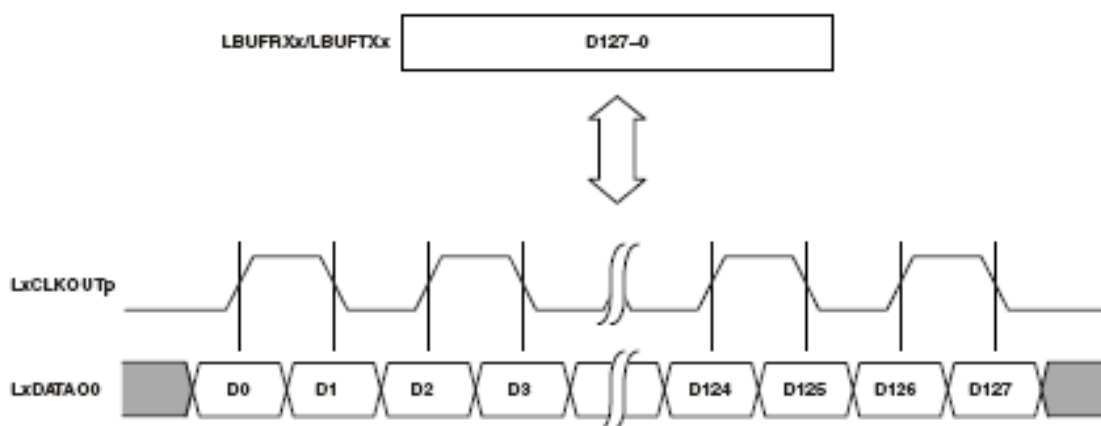 LBUFRXx/LBUFTXx D127–0
LxCLKOUTp
LxDATAO0 D0 D1 D2 D3 D124 D125 D126 D127